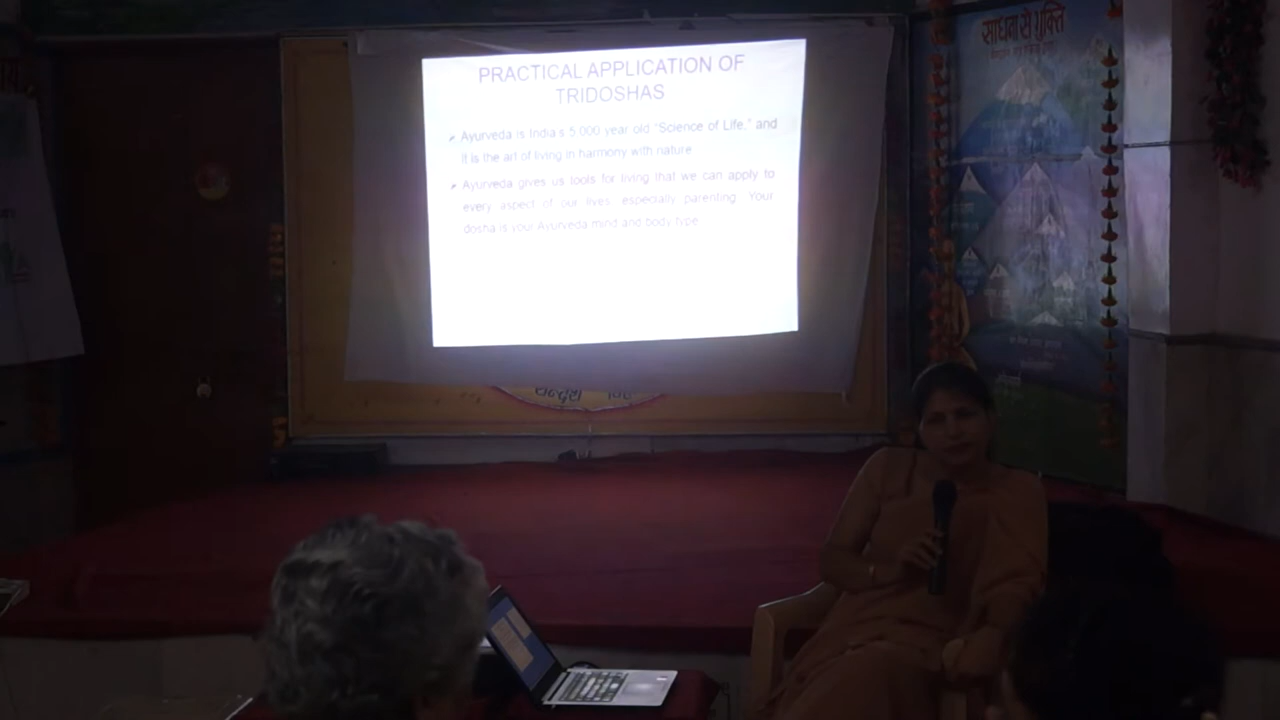 PRACTICAL APPLICATION OF
TRIDOSHAS
Ayurveda is India's 5,000 year old "Science of Life," and
it is the art of living in harmony with nature
Ayurveda gives us tools for living that we can apply to
every aspect of our lives, especially parenting. Your
dosha is your Ayurveda mind and body type.
साधना से मुक्ति